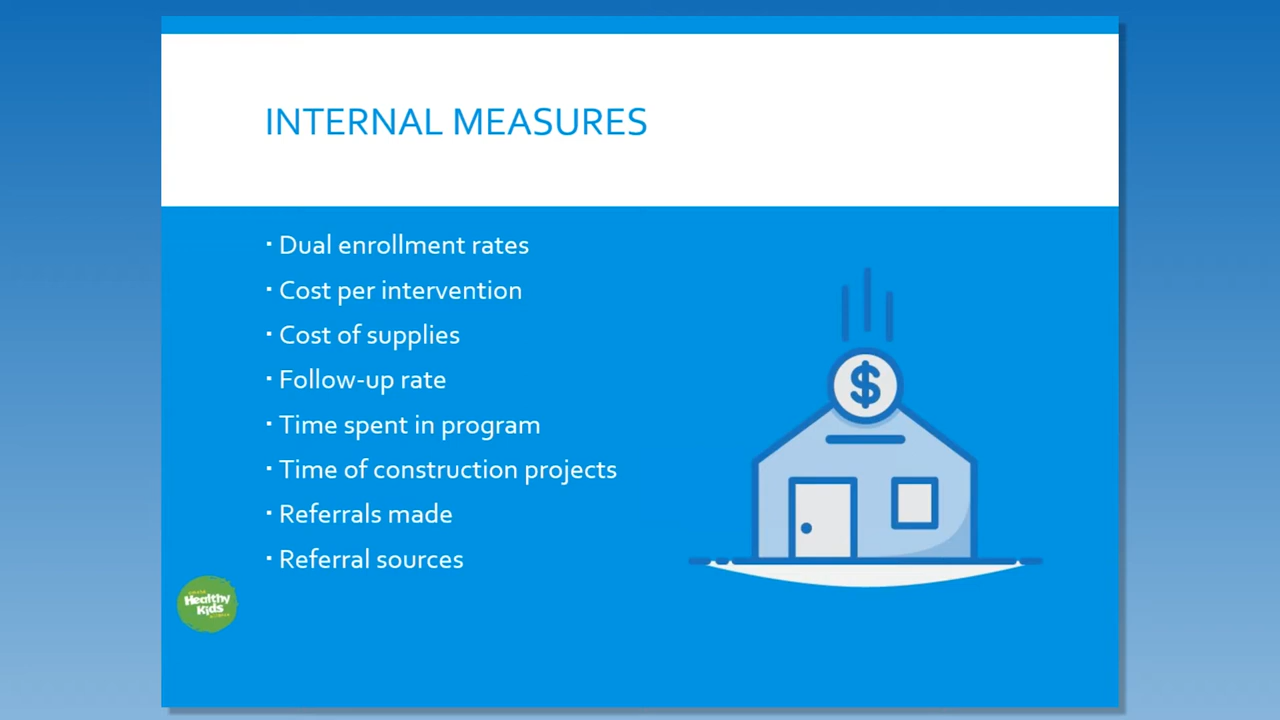 INTERNAL MEASURES
▪ Dual enrollment rates
▪ Cost per intervention
▪ Cost of supplies
▪ Follow-up rate
▪ Time spent in program
▪ Time of construction projects
▪ Referrals made
▪ Referral sources
$
Healthy
Kids